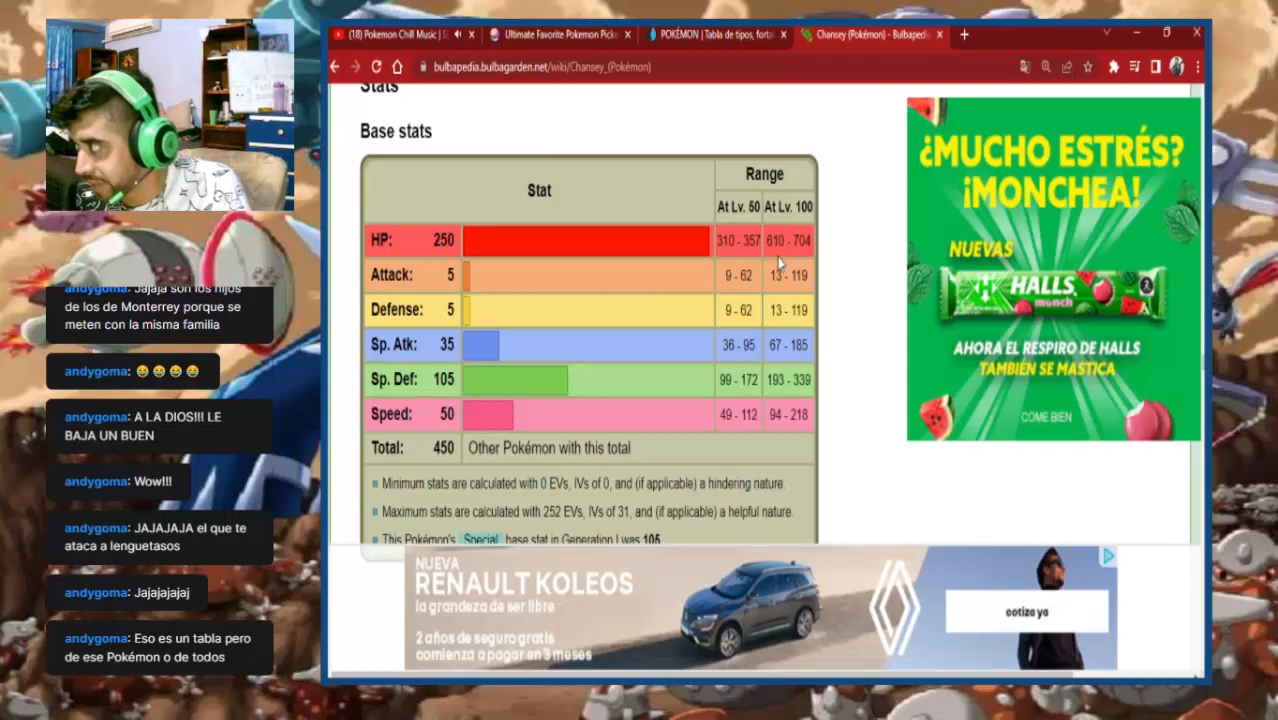 (18) Pokemon Chill Music | S
Ultimate Favorite Pokemon Picke
POKÉMON | Tabla de tipos, forta
Chansey (Pokémon) - Bulbapedia
bulbapedia.bulbagarden.net/wiki/Chansey_(Pokémon)
Stats
Base stats
Stat
Range
At Lv. 50 At Lv. 100
HP: 250 310 - 357 610 - 704
Attack: 5 9 - 62 13 - 119
Defense: 5 9 - 62 13 - 119
Sp. Atk: 35 36 - 95 67 - 185
Sp. Def: 105 99 - 172 193 - 339
Speed: 50 49 - 112 94 - 218
Total: 450 Other Pokémon with this total
Minimum stats are calculated with 0 EVs, IVs of 0, and (if applicable) a hindering nature.
Maximum stats are calculated with 252 EVs, IVs of 31, and (if applicable) a helpful nature.
This Pokémon's Special base stat in Generation I was 105.
¿MUCHO ESTRÉS?
¡MONCHEA!
NUEVAS
HALLS
munch
AHORA EL RESPIRO DE HALLS
TAMBIÉN SE MASTICA
COME BIEN
NUEVA
RENAULT KOLEOS
la grandeza de ser libre
2 años de seguro gratis
comienza a pagar en 3 meses
cotiza ya
andygoma: Jajaja son los hijos
de los de Monterrey porque se
meten con la misma familia
andygoma: 😂😂😂😂
andygoma: A LA DIOS!!! LE
BAJA UN BUEN
andygoma: Wow!!!
andygoma: JAJAJAJA el que te
ataca a lenguetasos
andygoma: Jajajajajaj
andygoma: Eso es un tabla pero
de ese Pokémon o de todos